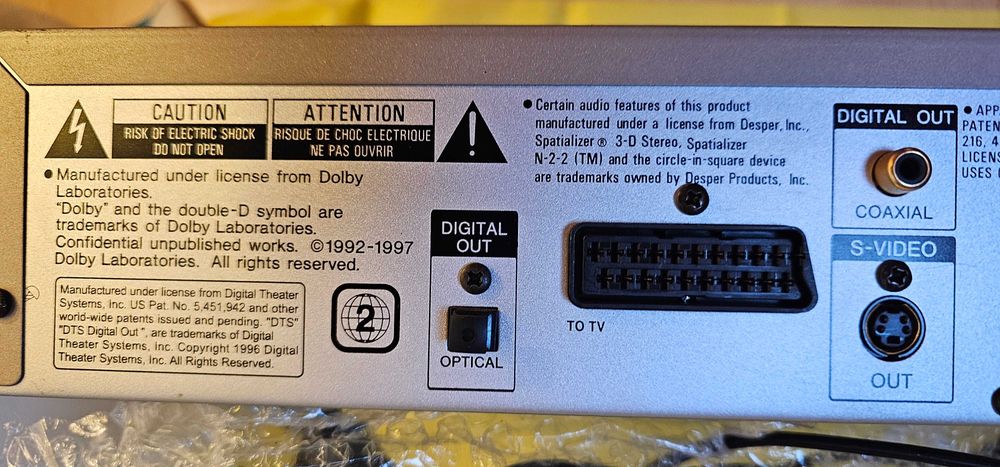 CAUTION
RISK OF ELECTRIC SHOCK
DO NOT OPEN
ATTENTION
RISQUE DE CHOC ELECTRIQUE
NE PAS OUVRIR
● Manufactured under license from Dolby
Laboratories.
"Dolby" and the double-D symbol are
trademarks of Dolby Laboratories.
Confidential unpublished works. ©1992-1997
Dolby Laboratories. All rights reserved.
Manufactured under license from Digital Theater
Systems, Inc. US Pat. No. 5,451,942 and other
world-wide patents issued and pending. "DTS"
"DTS Digital Out", are trademarks of Digital
Theater Systems, Inc. Copyright 1996 Digital
Theater Systems, Inc. All Rights Reserved.
2
DIGITAL
OUT
OPTICAL
● Certain audio features of this product
manufactured under a license from Desper, Inc.,
Spatializer ® 3-D Stereo, Spatializer
N-2-2 (TM) and the circle-in-square device
are trademarks owned by Desper Products, Inc.
TO TV
DIGITAL OUT
COAXIAL
S-VIDEO
OUT
● APP
PATEN
216, 4
LICENS
USES